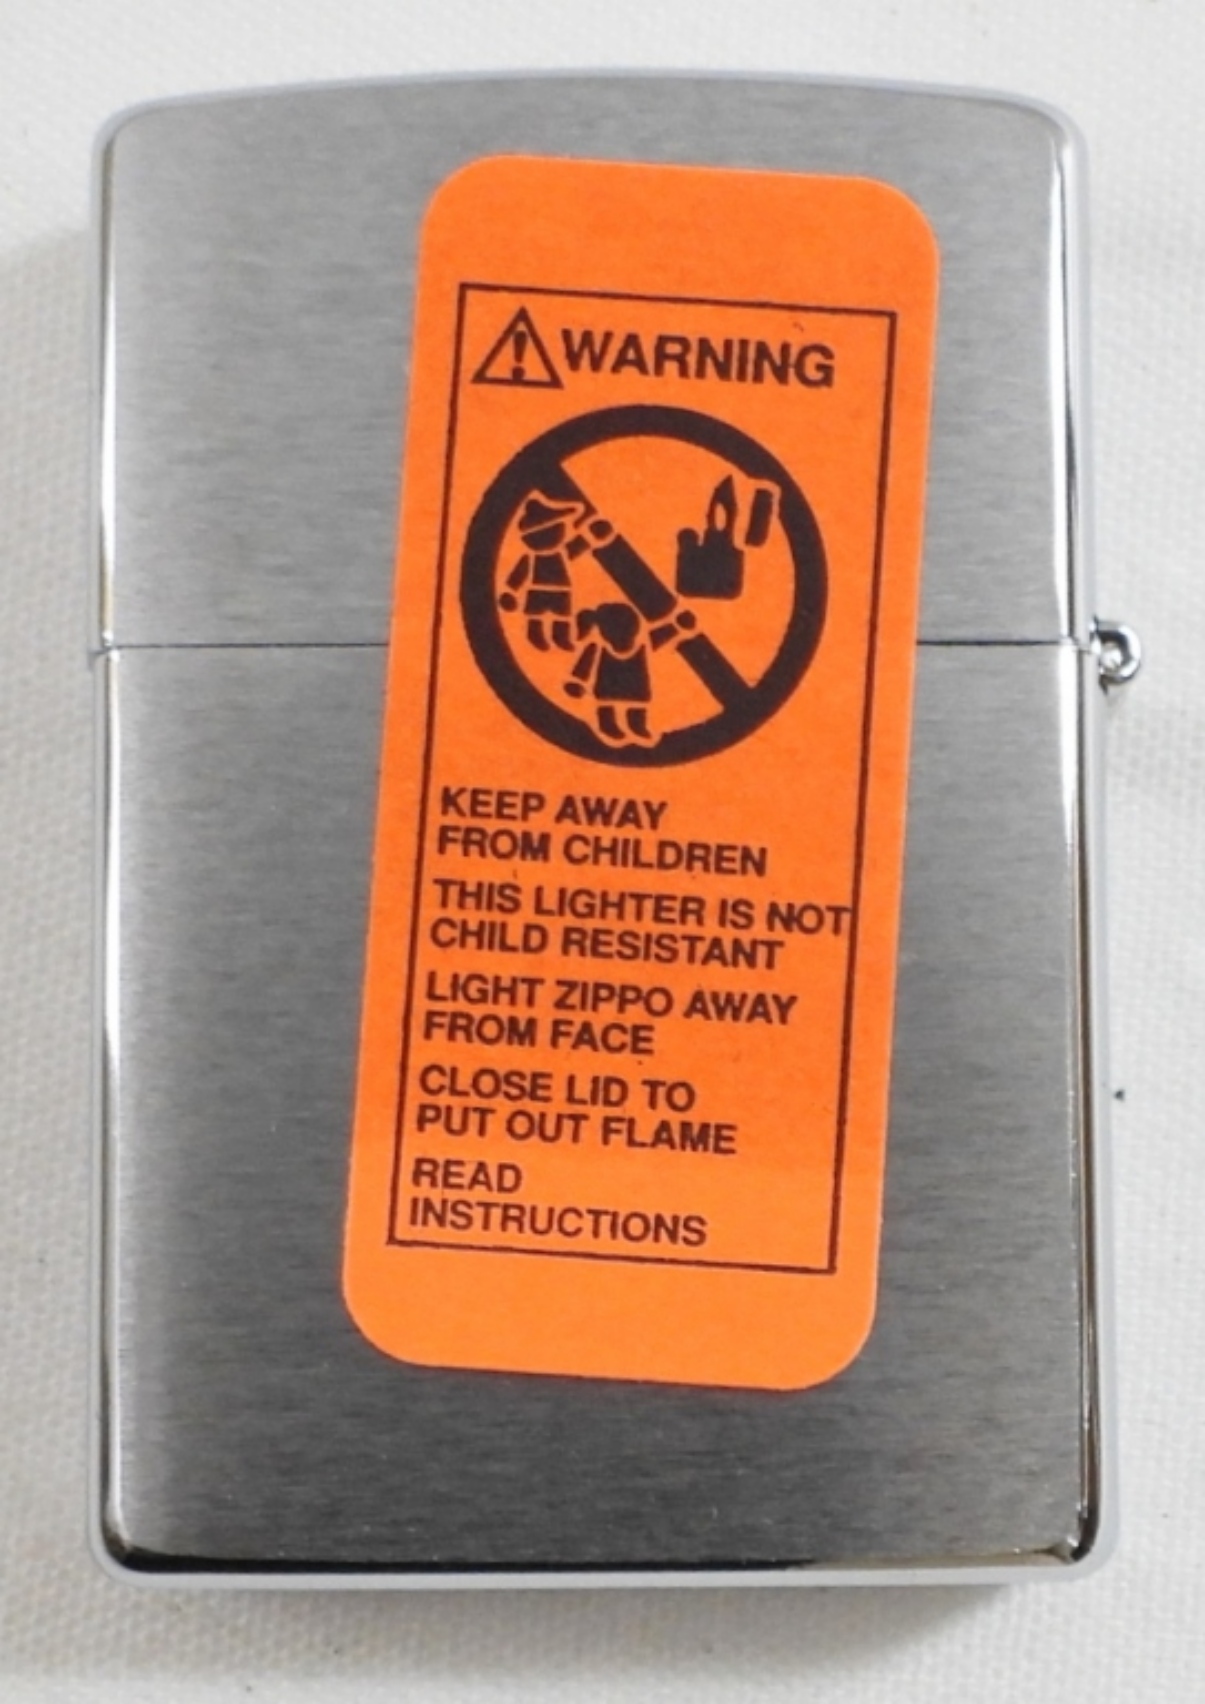 WARNING
KEEP AWAY
FROM CHILDREN
THIS LIGHTER IS NOT
CHILD RESISTANT
LIGHT ZIPPO AWAY
FROM FACE
CLOSE LID TO
PUT OUT FLAME
READ
INSTRUCTIONS